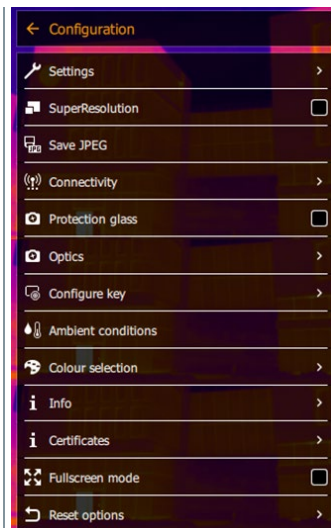 Configuration
Settings
SuperResolution
JPG
Save JPEG
Connectivity
Protection glass
Optics
Configure key
Ambient conditions
Colour selection
i Info
i Certificates
Fullscreen mode
Reset options